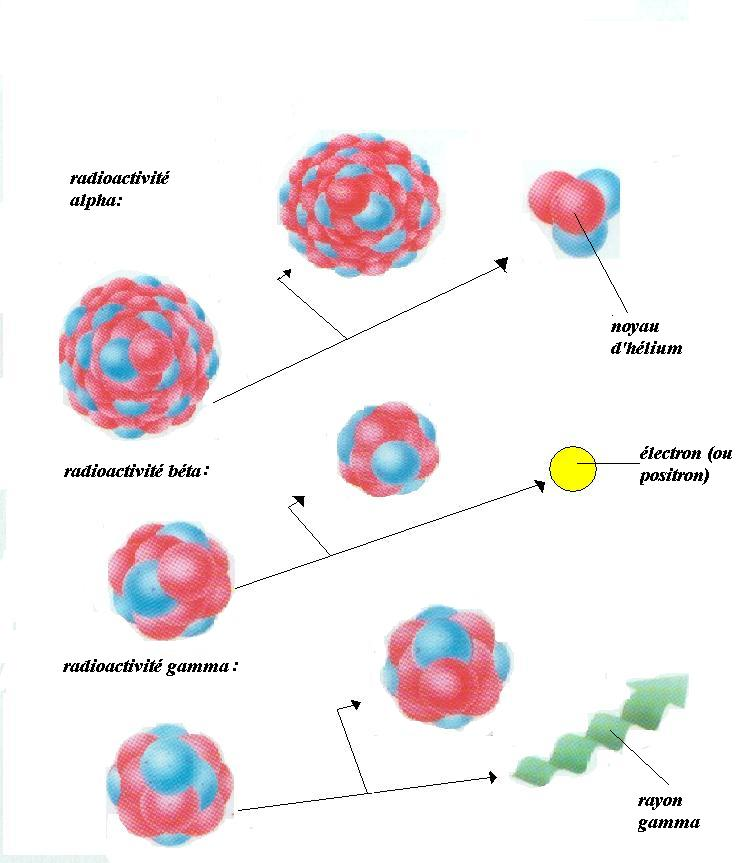 radioactivité
alpha:
noyau
d'hélium
radioactivité béta:
électron (ou
positron)
radioactivité gamma:
rayon
gamma